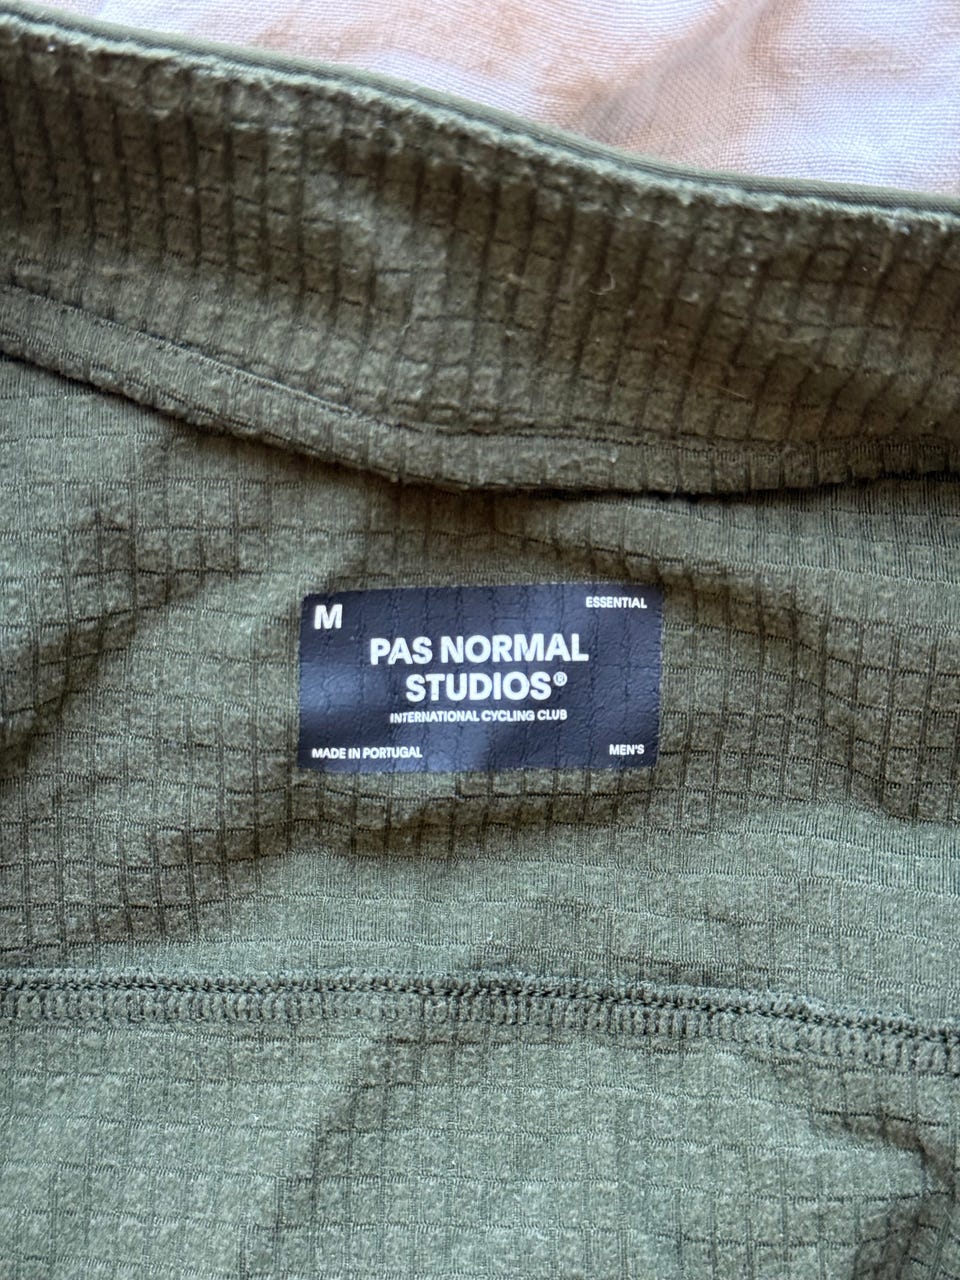 M
ESSENTIAL
PAS NORMAL
STUDIOS®
INTERNATIONAL CYCLING CLUB
MADE IN PORTUGAL
MEN'S